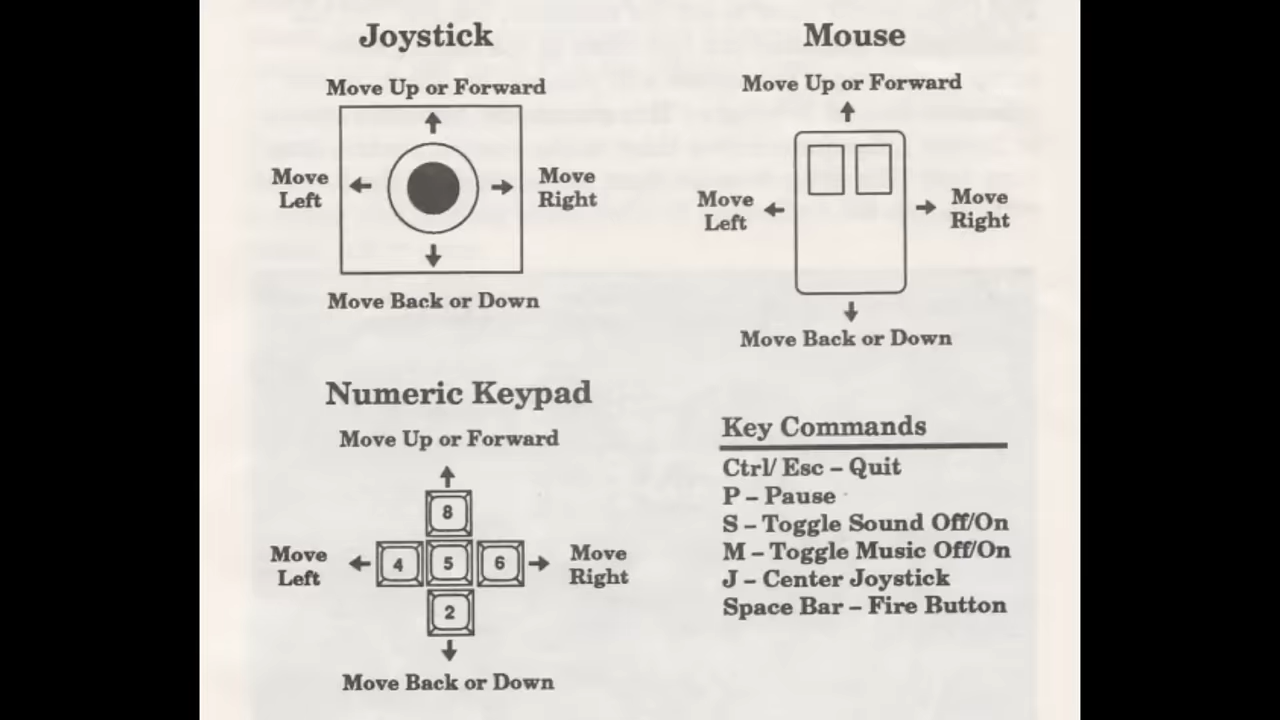 Joystick
Move Up or Forward
Move
Left
Move
Right
Move Back or Down
Mouse
Move Up or Forward
Move
Left
Move
Right
Move Back or Down
Numeric Keypad
Move Up or Forward
8
Move
Left
4 5 6
Move
Right
2
Move Back or Down
Key Commands
Ctrl/ Esc – Quit
P – Pause
S – Toggle Sound Off/On
M – Toggle Music Off/On
J – Center Joystick
Space Bar – Fire Button